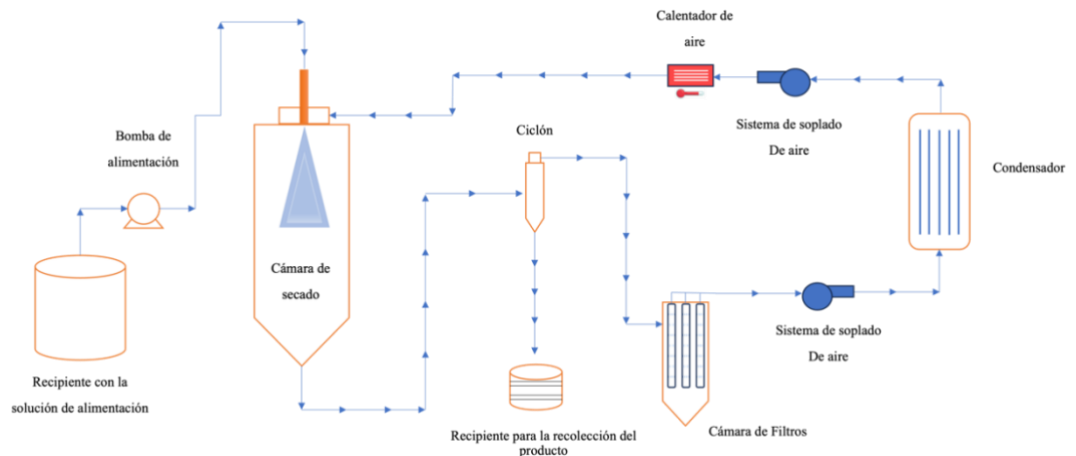 Calentador de
aire
Bomba de
alimentación
Ciclón
Sistema de soplado
De aire
Condensador
Cámara de
secado
Sistema de soplado
De aire
Recipiente con la
solución de alimentación
Recipiente para la recolección del
producto
Cámara de Filtros